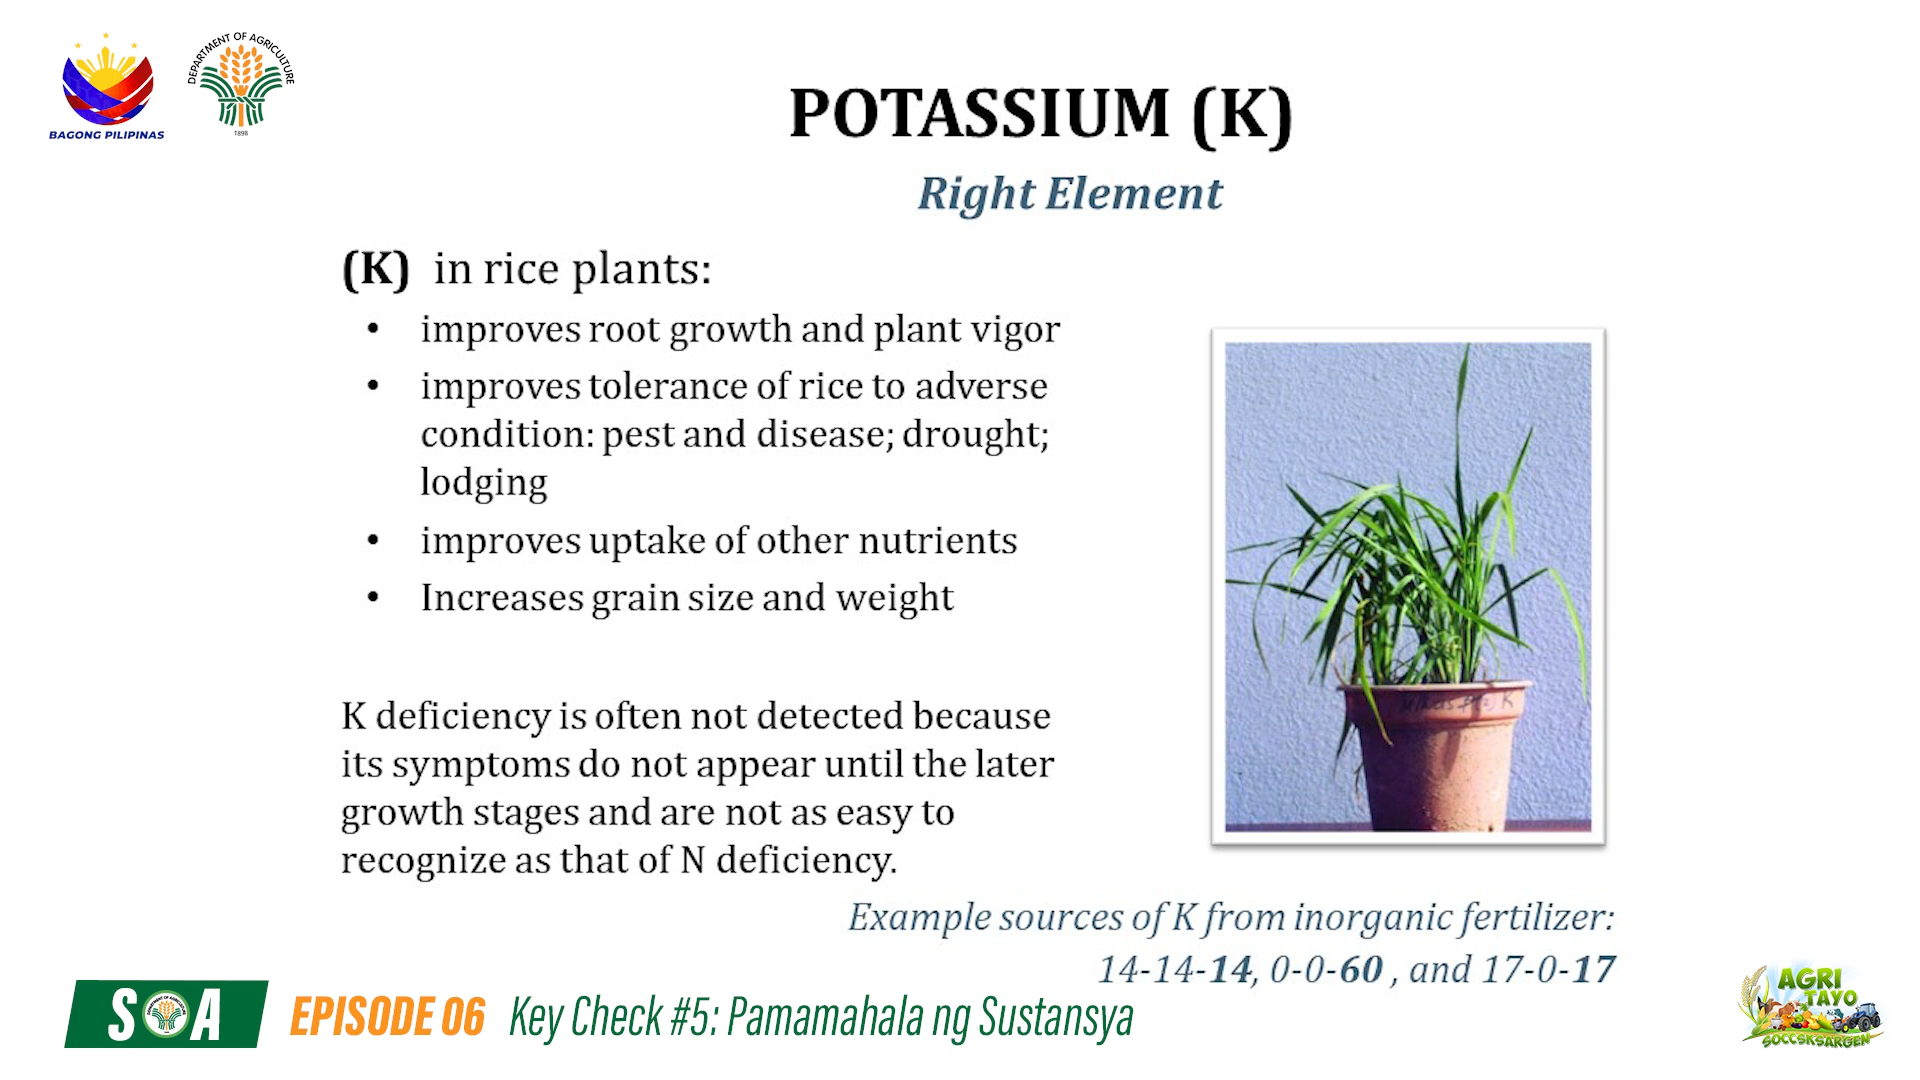 BAGONG PILIPINAS
DEPARTMENT OF AGRICULTURE
1898
POTASSIUM (K)
Right Element
(K) in rice plants:
• improves root growth and plant vigor
• improves tolerance of rice to adverse
condition: pest and disease; drought;
lodging
• improves uptake of other nutrients
• Increases grain size and weight
K deficiency is often not detected because
its symptoms do not appear until the later
growth stages and are not as easy to
recognize as that of N deficiency.
Example sources of K from inorganic fertilizer:
14-14-14, 0-0-60 , and 17-0-17
SOA EPISODE 06 Key Check #5: Pamamahala ng Sustansya
AGRI
TAYO
SOCCSKSARGEN